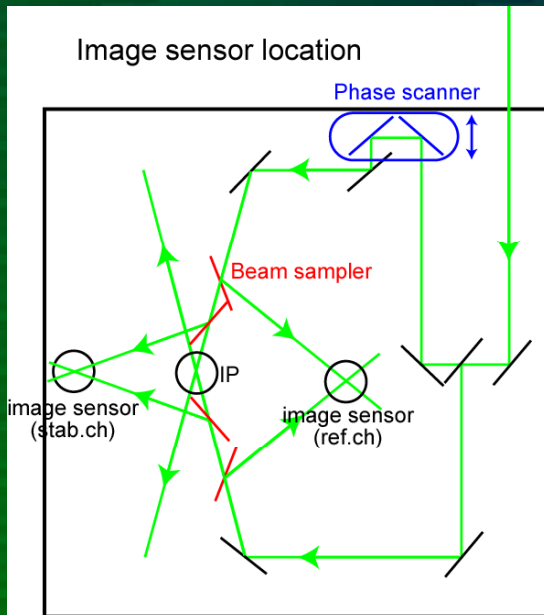 Image sensor location
Phase scanner
Beam sampler
IP
image sensor
(stab.ch)
image sensor
(ref.ch)